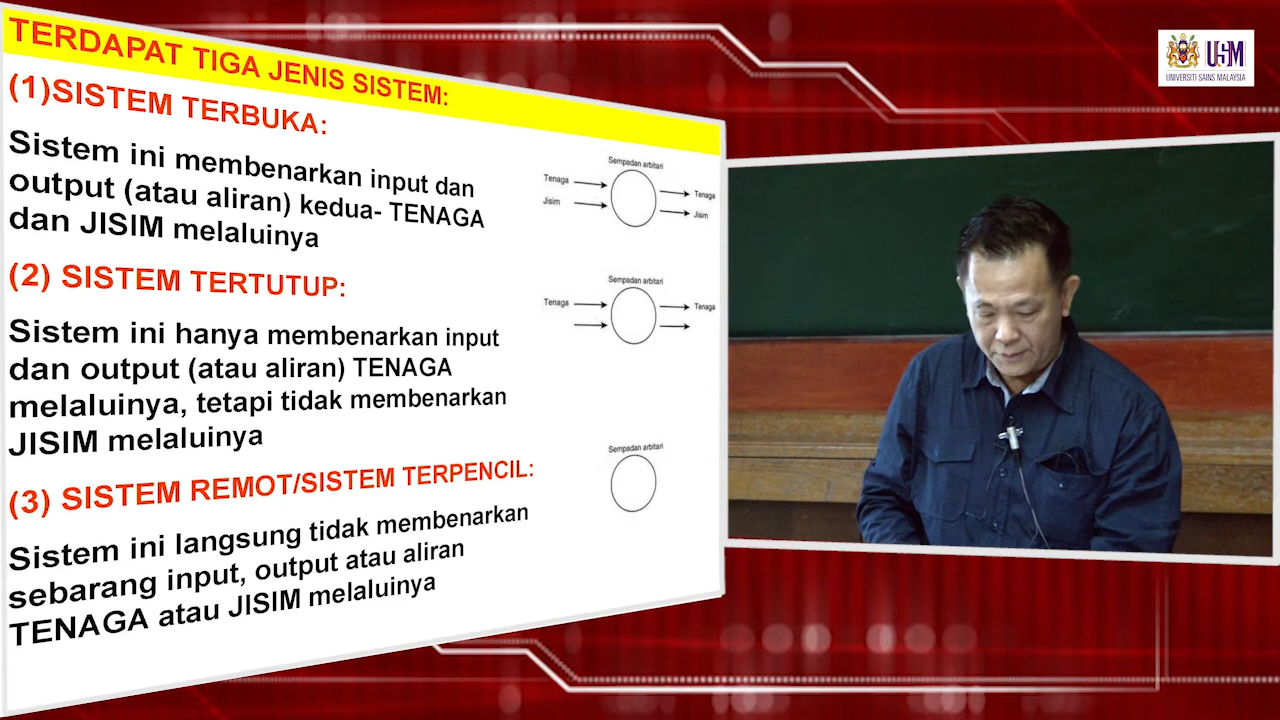 TERDAPAT TIGA JENIS SISTEM:
(1)SISTEM TERBUKA:
Sistem ini membenarkan input dan
output (atau aliran) kedua- TENAGA
dan JISIM melaluinya
Sempadan arbitari
Tenaga
Jisim
Tenaga
Jisim
(2) SISTEM TERTUTUP:
Sistem ini hanya membenarkan input
dan output (atau aliran) TENAGA
melaluinya, tetapi tidak membenarkan
JISIM melaluinya
Sempadan arbitari
Tenaga
Tenaga
(3) SISTEM REMOT/SISTEM TERPENCIL:
Sistem ini langsung tidak membenarkan
sebarang input, output atau aliran
TENAGA atau JISIM melaluinya
Sempadan arbitari
USM
UNIVERSITI SAINS MALAYSIA